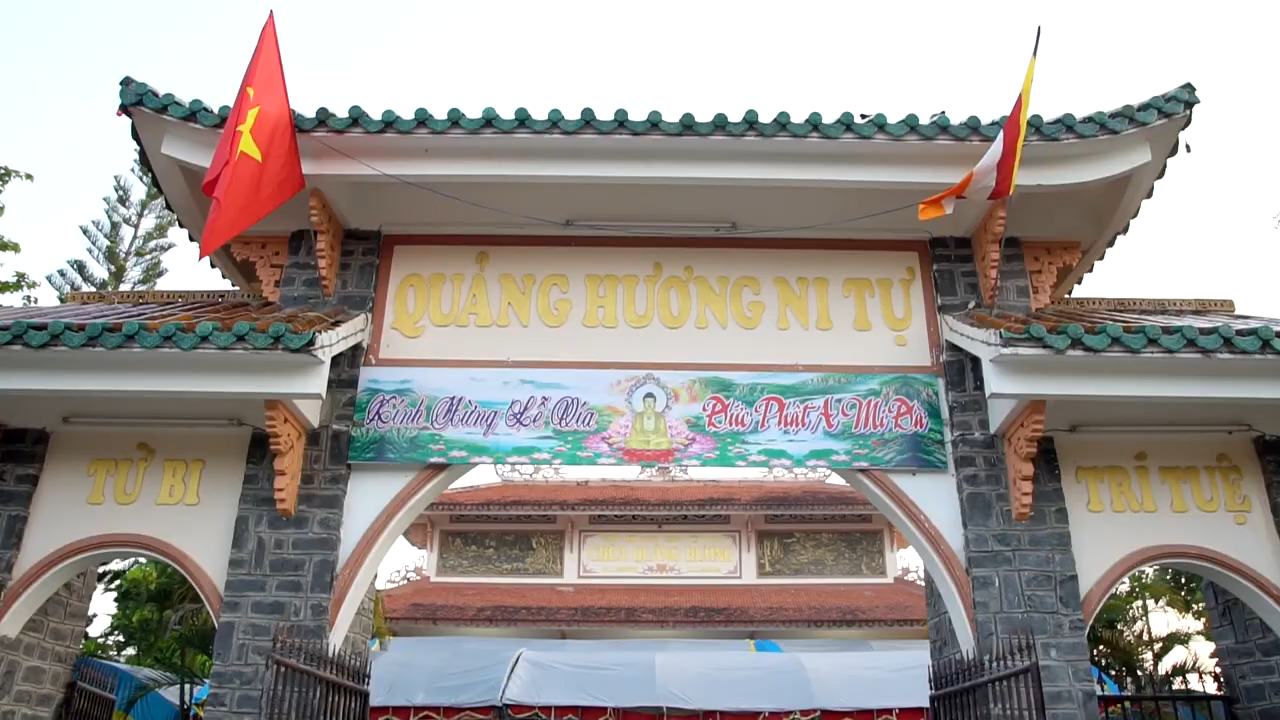 QUẢNG HƯƠNG NI TỰ
Kính Mừng Lễ Vía Đức Phật A Mi Đà
TỪ BI
TRÍ TUỆ